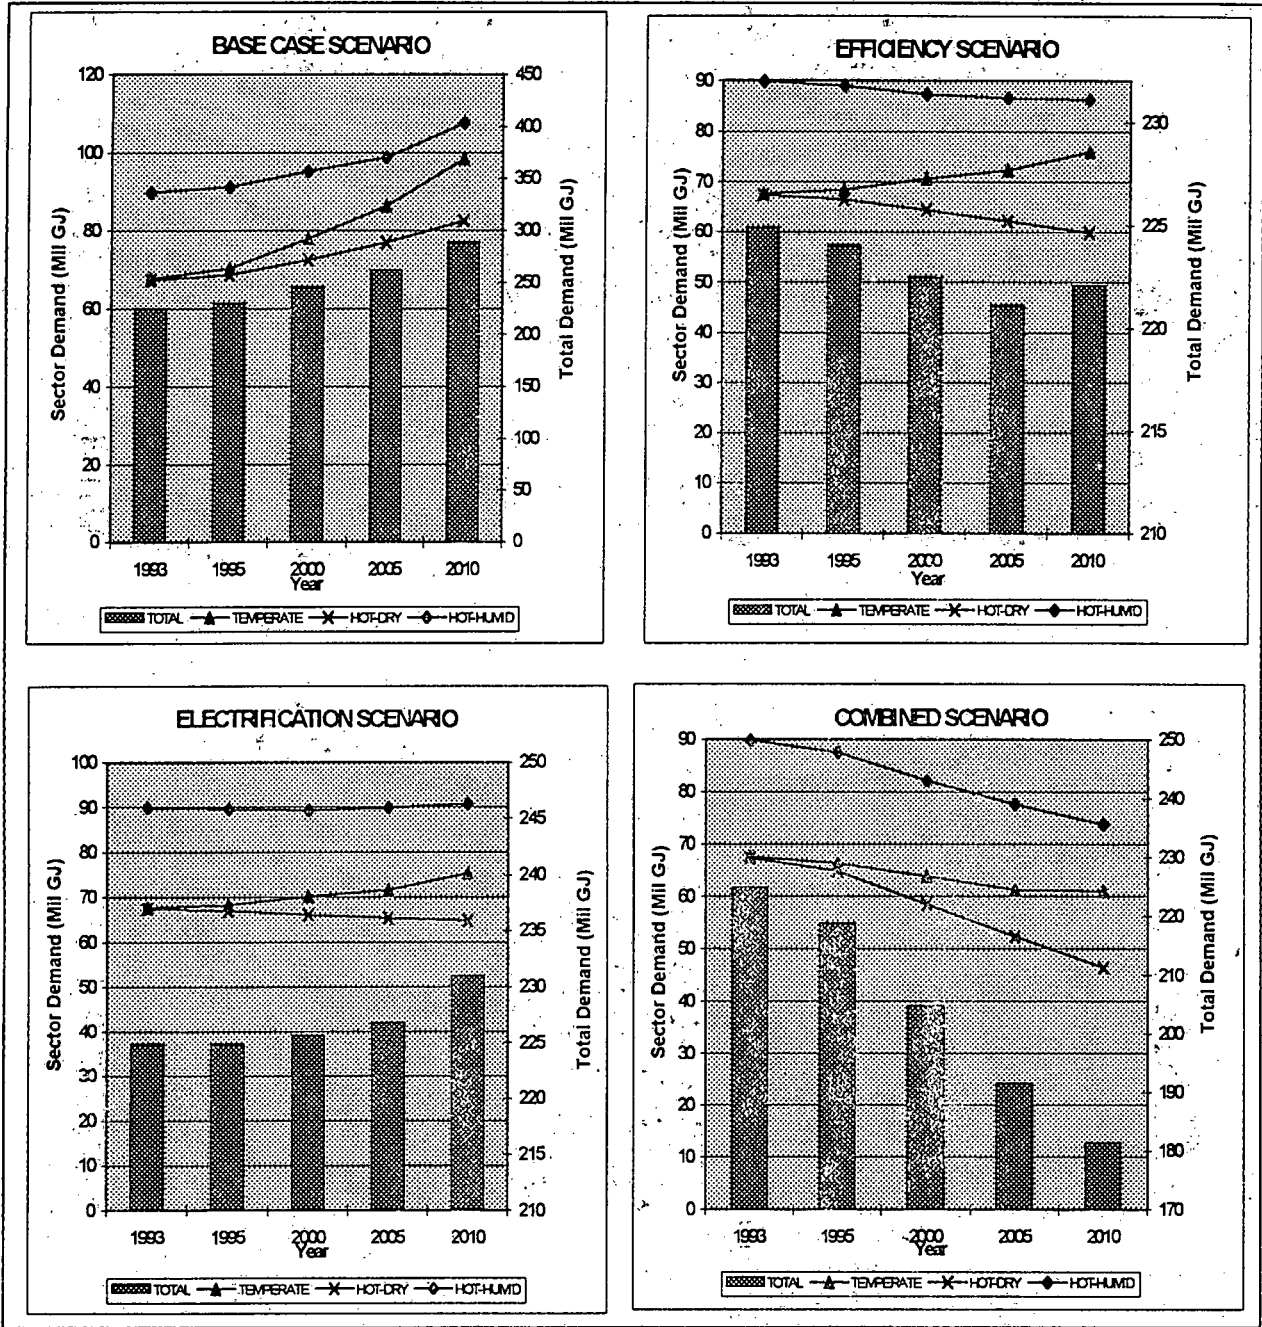 BASE CASE SCENARIO
120
100
80
60
40
20
0
Sector Demand (Mil GJ)
450
400
350
300
250
200
150
100
50
0
Total Demand (Mil GJ)
1993 1995 2000 2005 2010
Year
TOTAL TEMPERATE HOT-DRY HOT-HUMID
EFFICIENCY SCENARIO
90
80
70
60
50
40
30
20
10
0
Sector Demand (Mil GJ)
230
225
220
215
210
Total Demand (Mil GJ)
1993 1995 2000 2005 2010
Year
TOTAL TEMPERATE HOT-DRY HOT-HUMID
ELECTRIFICATION SCENARIO
100
90
80
70
60
50
40
30
20
10
0
Sector Demand (Mil GJ)
250
245
240
235
230
225
220
215
210
Total Demand (Mil GJ)
1993 1995 2000 2005 2010
Year
TOTAL TEMPERATE HOT-DRY HOT-HUMID
COMBINED SCENARIO
90
80
70
60
50
40
30
20
10
0
Sector Demand (Mil GJ)
250
240
230
220
210
200
190
180
170
Total Demand (Mil GJ)
1993 1995 2000 2005 2010
Year
TOTAL TEMPERATE HOT-DRY HOT-HUMID